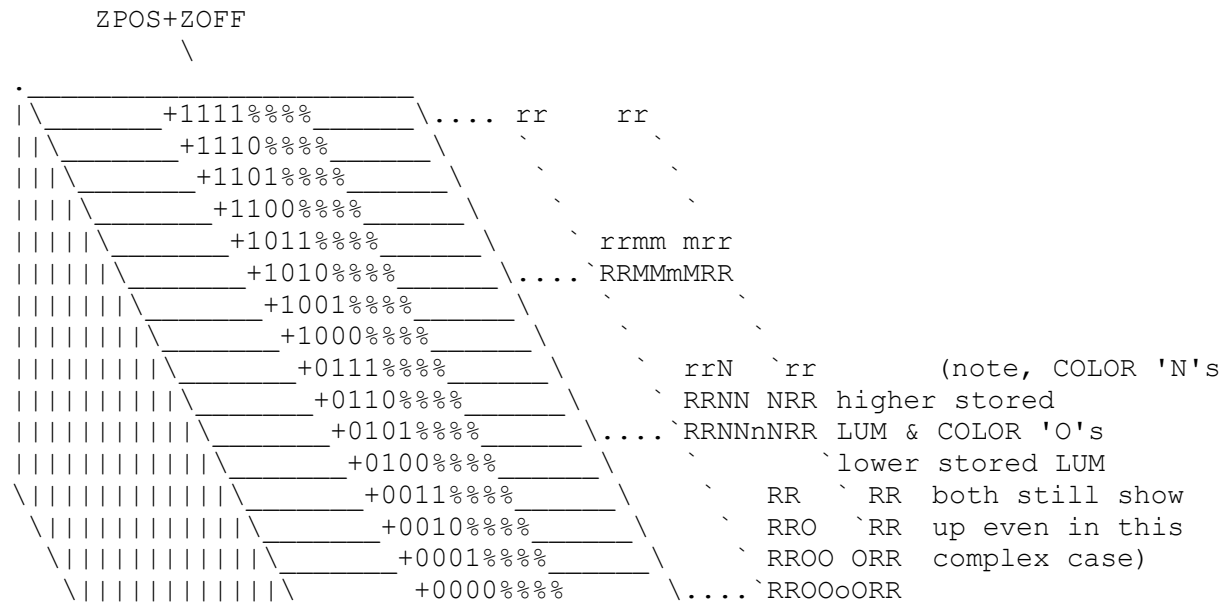 ZPOS+ZOFF
            \
.________________________
|\________+1111%%%%______\.... rr     rr
||\_______+1110%%%%______\     `       `
|||\_______+1101%%%%______\     `       `
||||\_______+1100%%%%______\     `       `
|||||\_______+1011%%%%______\     ` rrmm mrr
||||||\_______+1010%%%%______\....`RRMMmMRR
|||||||\_______+1001%%%%______\     `       `
||||||||\_______+1000%%%%______\     `       `
|||||||||\_______+0111%%%%______\     `  rrN  `rr       (note, COLOR 'N's
||||||||||\_______+0110%%%%______\     ` RRNN NRR higher stored
|||||||||||\_______+0101%%%%______\....`RRNNnNRR LUM & COLOR 'O's
||||||||||||\_______+0100%%%%______\     `       `lower stored LUM
\||||||||||||\_______+0011%%%%______\     `   RR  ` RR  both still show
 \||||||||||||\_______+0010%%%%______\     `  RRO  `RR  up even in this
  \||||||||||||\_______+0001%%%%______\     ` RROO ORR  complex case)
   \||||||||||||\       +0000%%%%      \....`RROOoORR